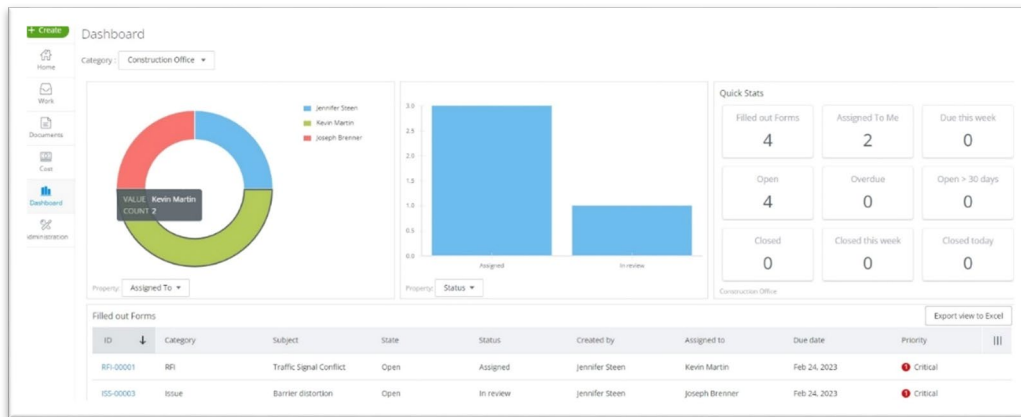 + Create
Dashboard
Home
Category: Construction Office
Work
Documents
Cost
Dashboard
Administration
Jennifer Steen
Kevin Martin
Joseph Brenner
VALUE Kevin Martin
COUNT 2
Property: Assigned To
3.0
2.5
2.0
1.5
1.0
0.5
0.0
Assigned In review
Property: Status
Quick Stats
Filled out Forms Assigned To Me Due this week
4 2 0
Open Overdue Open > 30 days
4 0 0
Closed Closed this week Closed today
0 0 0
Construction Office
Filled out Forms Export view to Excel
ID Category Subject State Status Created by Assigned to Due date Priority
RFI-00001 RFI Traffic Signal Conflict Open Assigned Jennifer Steen Kevin Martin Feb 24, 2023 Critical
ISS-00003 Issue Barrier distortion Open In review Jennifer Steen Joseph Brenner Feb 24, 2023 Critical